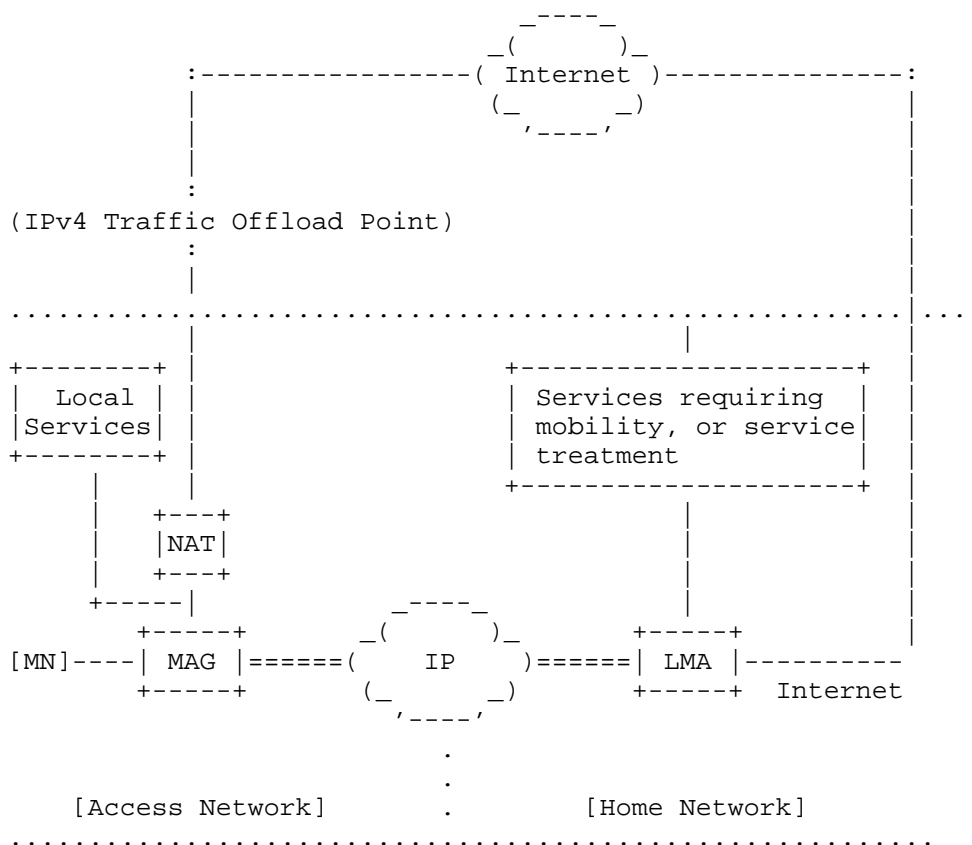 Internet
(IPv4 Traffic Offload Point)
Local
Services
Services requiring
mobility, or service
treatment
NAT
[MN]
MAG
IP
LMA
Internet
[Access Network]
[Home Network]